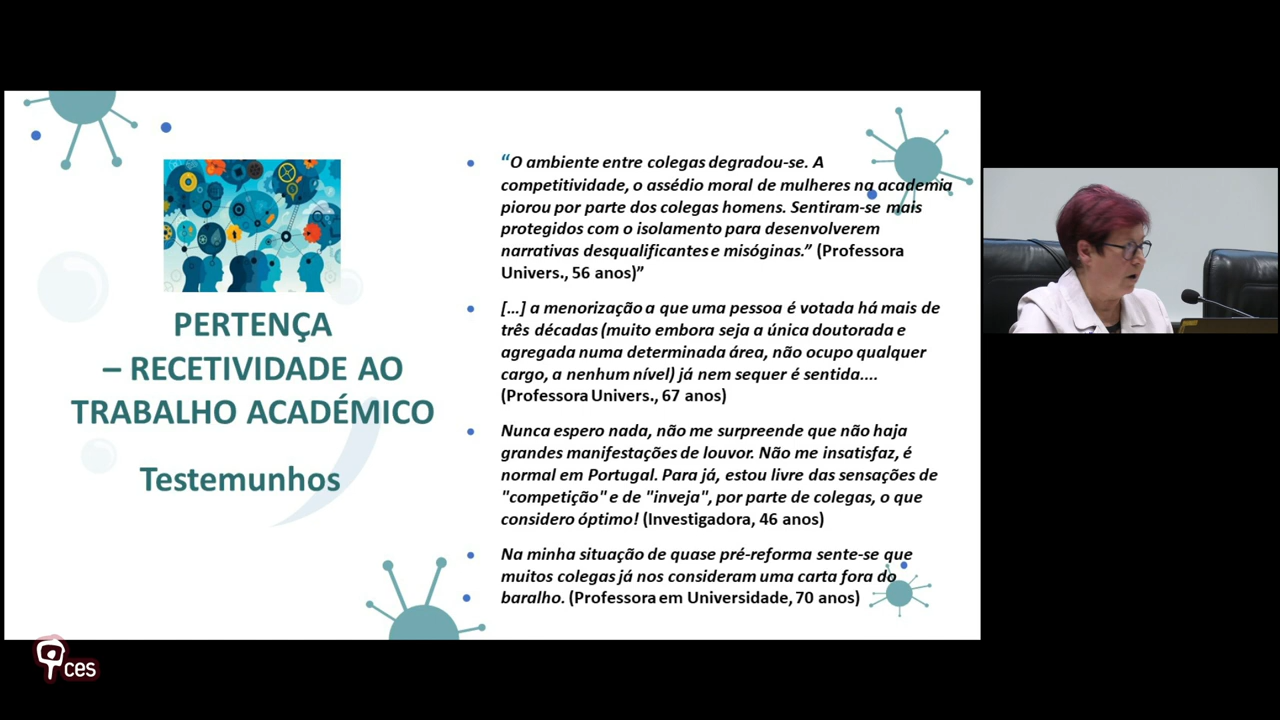 PERTENÇA
– RECETIVIDADE AO
TRABALHO ACADÉMICO
Testemunhos
• “O ambiente entre colegas degradou-se. A
competitividade, o assédio moral de mulheres na academia
piorou por parte dos colegas homens. Sentiram-se mais
protegidos com o isolamento para desenvolverem
narrativas desqualificantes e misóginas.” (Professora
Univers., 56 anos)”
• […] a menorização a que uma pessoa é votada há mais de
três décadas (muito embora seja a única doutorada e
agregada numa determinada área, não ocupo qualquer
cargo, a nenhum nível) já nem sequer é sentida....
(Professora Univers., 67 anos)
• Nunca espero nada, não me surpreende que não haja
grandes manifestações de louvor. Não me insatisfaz, é
normal em Portugal. Para já, estou livre das sensações de
"competição" e de "inveja", por parte de colegas, o que
considero óptimo! (Investigadora, 46 anos)
• Na minha situação de quase pré-reforma sente-se que
muitos colegas já nos consideram uma carta fora do
baralho. (Professora em Universidade, 70 anos)
ces